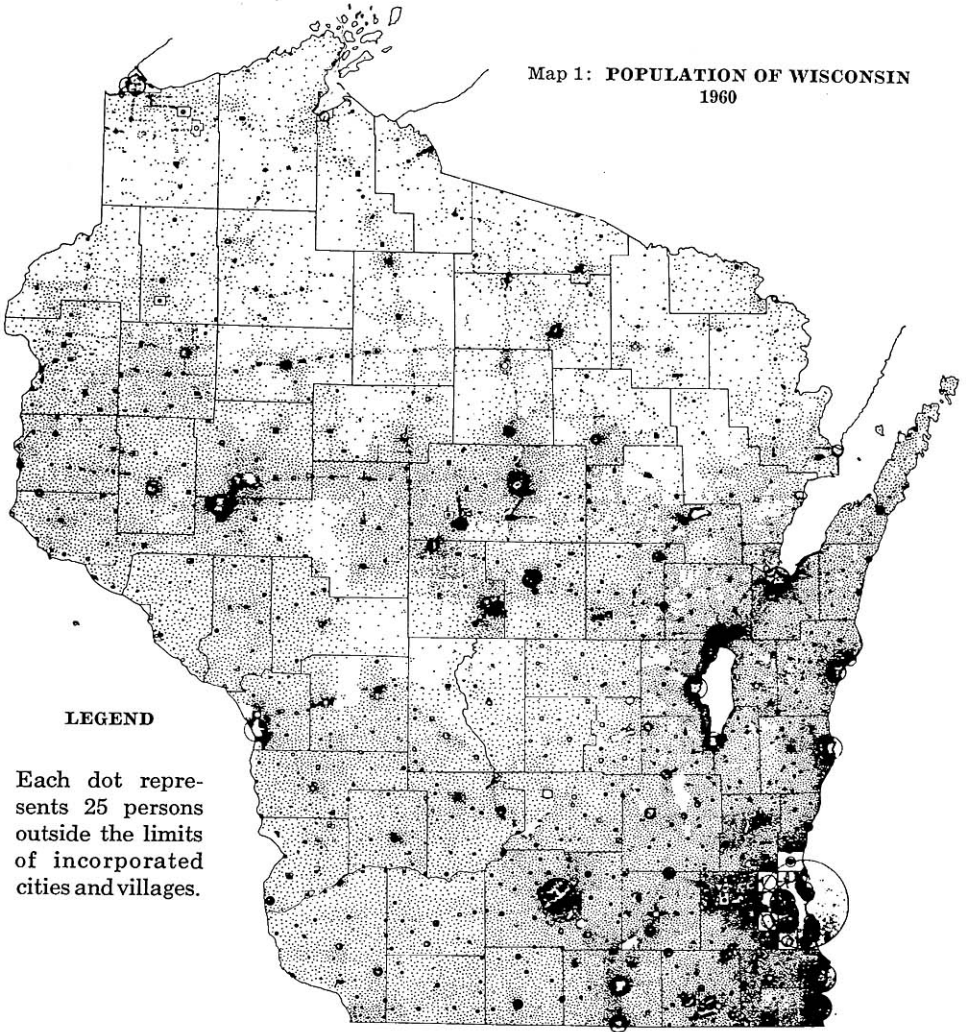 Map 1: POPULATION OF WISCONSIN
1960
LEGEND
Each dot repre-
sents 25 persons
outside the limits
of incorporated
cities and villages.